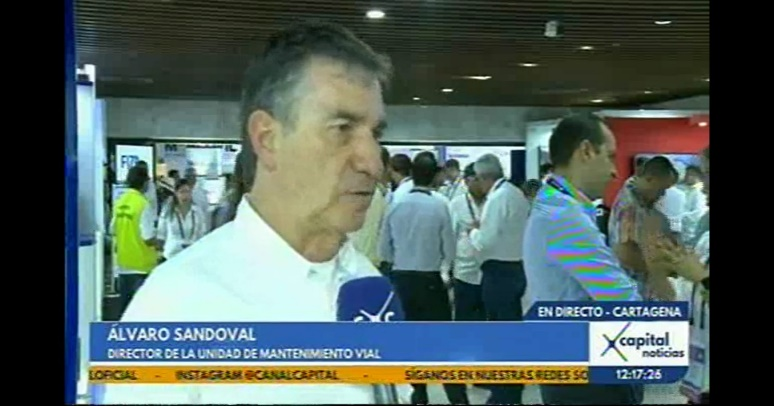 EN DIRECTO - CARTAGENA
ÁLVARO SANDOVAL
DIRECTOR DE LA UNIDAD DE MANTENIMIENTO VIAL
capital
noticias
LOFICIAL - INSTAGRAM @CANALCAPITAL - SÍGANOS EN NUESTRAS REDES SO
12:17:26